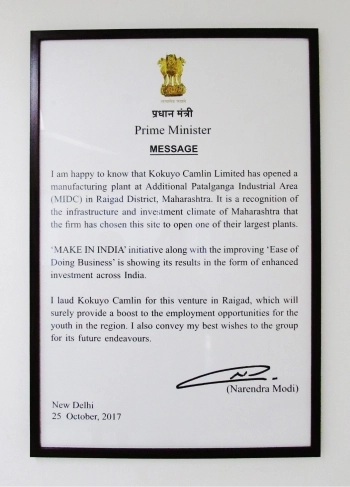 प्रधान मंत्री
Prime Minister
MESSAGE
I am happy to know that Kokuyo Camlin Limited has opened a
manufacturing plant at Additional Patalganga Industrial Area
(MIDC) in Raigad District, Maharashtra. It is a recognition of
the infrastructure and investment climate of Maharashtra that
the firm has chosen this site to open one of their largest plants.
‘MAKE IN INDIA’ initiative along with the improving ‘Ease of
Doing Business’ is showing its results in the form of enhanced
investment across India.
I laud Kokuyo Camlin for this venture in Raigad, which will
surely provide a boost to the employment opportunities for the
youth in the region. I also convey my best wishes to the group
for its future endeavours.
(Narendra Modi)
New Delhi
25 October, 2017